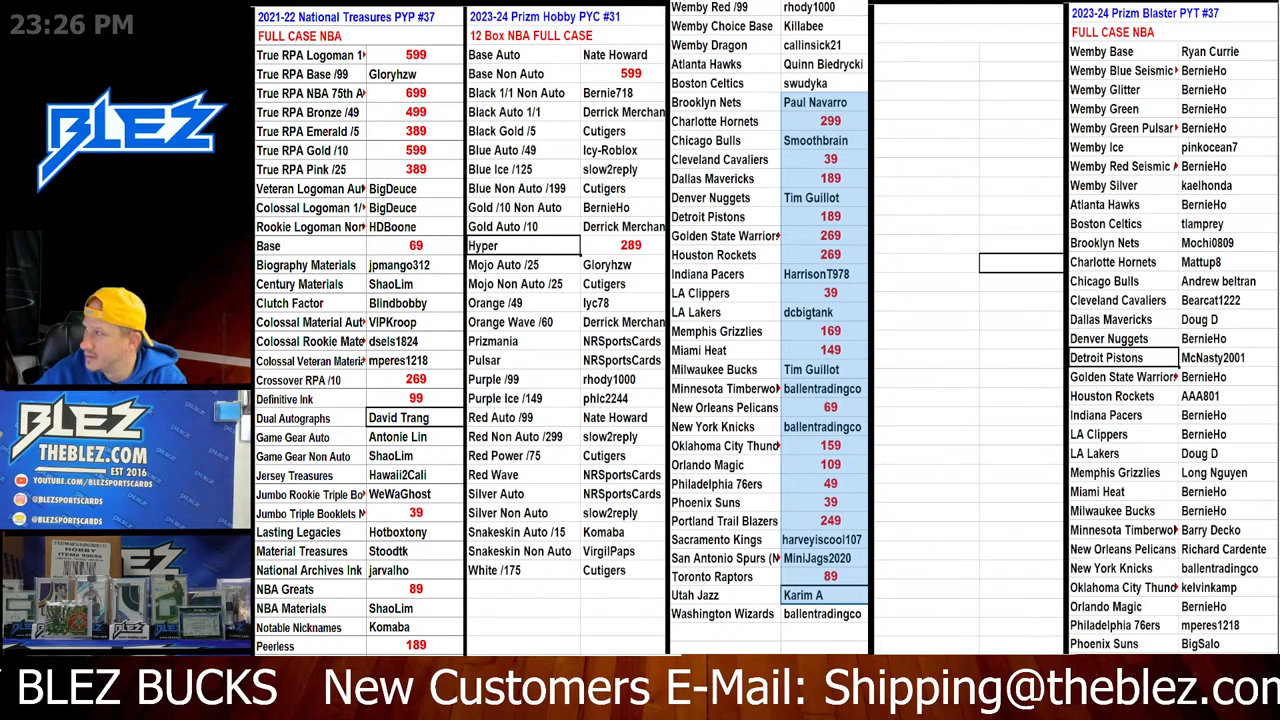 23:26 PM
BLEZ
BLEZ
THEBLEZ.COM
EST 2016
YOUTUBE.COM/BLEZSPORTSCARDS
@BLEZSPORTSCARDS
@BLEZSPORTSCARDS
HOBBY
2021-22 National Treasures PYP #37
FULL CASE NBA
True RPA Logoman 1 599
True RPA Base /99 Gloryhzw
True RPA NBA 75th A 699
True RPA Bronze /49 499
True RPA Emerald /5 389
True RPA Gold /10 599
True RPA Pink /25 389
Veteran Logoman Aut BigDeuce
Colossal Logoman 1/ BigDeuce
Rookie Logoman Non HDBoone
Base 69
Biography Materials jpmango312
Century Materials ShaoLim
Clutch Factor Blindbobby
Colossal Material Aut VIPKroop
Colossal Rookie Mate dsels1824
Colossal Veteran Materi mperes1218
Crossover RPA /10 269
Definitive Ink 99
Dual Autographs David Trang
Game Gear Auto Antonie Lin
Game Gear Non Auto ShaoLim
Jersey Treasures Hawaii2Cali
Jumbo Rookie Triple Bo WeWaGhost
Jumbo Triple Booklets N 39
Lasting Legacies Hotboxtony
Material Treasures Stoodtk
National Archives Ink jarvalho
NBA Greats 89
NBA Materials ShaoLim
Notable Nicknames Komaba
Peerless 189
2023-24 Prizm Hobby PYC #31
12 Box NBA FULL CASE
Base Auto Nate Howard
Base Non Auto 599
Black 1/1 Non Auto Bernie718
Black Auto 1/1 Derrick Merchan
Black Gold /5 Cutigers
Blue Auto /49 Icy-Roblox
Blue Ice /125 slow2reply
Blue Non Auto /199 Cutigers
Gold /10 Non Auto BernieHo
Gold Auto /10 Derrick Merchan
Hyper 289
Mojo Auto /25 Gloryhzw
Mojo Non Auto /25 Cutigers
Orange /49 lyc78
Orange Wave /60 Derrick Merchan
Prizmania NRSportsCards
Pulsar NRSportsCards
Purple /99 rhody1000
Purple Ice /149 phlc2244
Red Auto /99 Nate Howard
Red Non Auto /299 slow2reply
Red Power /75 Cutigers
Red Wave NRSportsCards
Silver Auto NRSportsCards
Silver Non Auto slow2reply
Snakeskin Auto /15 Komaba
Snakeskin Non Auto VirgilPaps
White /175 Cutigers
Wemby Red /99 rhody1000
Wemby Choice Base Killabee
Wemby Dragon callinsick21
Atlanta Hawks Quinn Biedrycki
Boston Celtics swudyka
Brooklyn Nets Paul Navarro
Charlotte Hornets 299
Chicago Bulls Smoothbrain
Cleveland Cavaliers 39
Dallas Mavericks 189
Denver Nuggets Tim Guillot
Detroit Pistons 189
Golden State Warrior 269
Houston Rockets 269
Indiana Pacers HarrisonT978
LA Clippers 39
LA Lakers dcbigtank
Memphis Grizzlies 169
Miami Heat 149
Milwaukee Bucks Tim Guillot
Minnesota Timberwo ballentradingco
New Orleans Pelicans 69
New York Knicks ballentradingco
Oklahoma City Thund 159
Orlando Magic 109
Philadelphia 76ers 49
Phoenix Suns 39
Portland Trail Blazers 249
Sacramento Kings harveyiscool107
San Antonio Spurs (N MiniJags2020
Toronto Raptors 89
Utah Jazz Karim A
Washington Wizards ballentradingco
2023-24 Prizm Blaster PYT #37
FULL CASE NBA
Wemby Base Ryan Currie
Wemby Blue Seismic BernieHo
Wemby Glitter BernieHo
Wemby Green BernieHo
Wemby Green Pulsar BernieHo
Wemby Ice pinkocean7
Wemby Red Seismic BernieHo
Wemby Silver kaelhonda
Atlanta Hawks BernieHo
Boston Celtics tlamprey
Brooklyn Nets Mochi0809
Charlotte Hornets Mattup8
Chicago Bulls Andrew beltran
Cleveland Cavaliers Bearcat1222
Dallas Mavericks Doug D
Denver Nuggets BernieHo
Detroit Pistons McNasty2001
Golden State Warrior BernieHo
Houston Rockets AAA801
Indiana Pacers BernieHo
LA Clippers BernieHo
LA Lakers Doug D
Memphis Grizzlies Long Nguyen
Miami Heat BernieHo
Milwaukee Bucks BernieHo
Minnesota Timberwo Barry Decko
New Orleans Pelicans Richard Cardente
New York Knicks ballentradingco
Oklahoma City Thund kelvinkamp
Orlando Magic BernieHo
Philadelphia 76ers mperes1218
Phoenix Suns BigSalo
Y BLEZ BUCKS New Customers E-Mail: Shipping@theblez.com